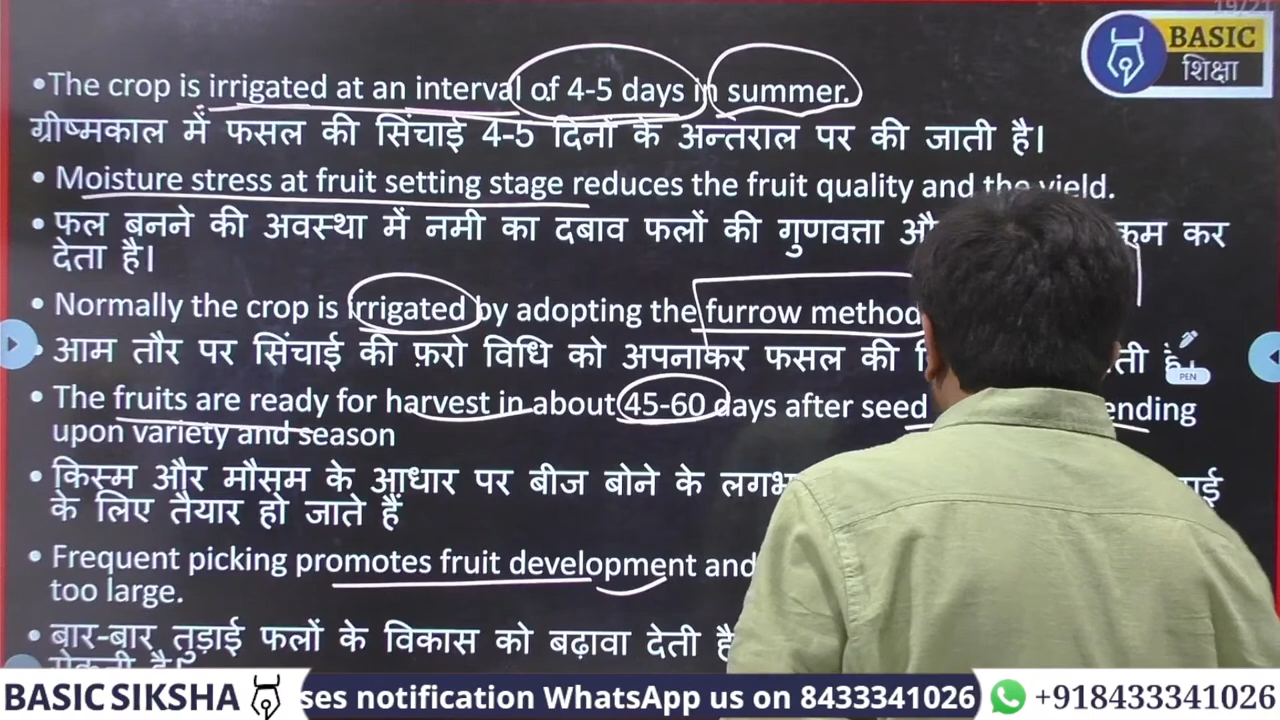 19/21
BASIC
शिक्षा
•The crop is irrigated at an interval of 4-5 days in summer.
ग्रीष्मकाल में फसल की सिंचाई 4-5 दिनों के अन्तराल पर की जाती है।
• Moisture stress at fruit setting stage reduces the fruit quality and the yield.
• फल बनने की अवस्था में नमी का दबाव फलों की गुणवत्ता कम कर
देता है।
• Normally the crop is irrigated by adopting the furrow method
• आम तौर पर सिंचाई की फ़रो विधि को अपनाकर फसल की है
PEN
• The fruits are ready for harvest in about 45-60 days after seed
upon variety and season
• किस्म और मौसम के आधार पर बीज बोने के
के लिए तैयार हो जाते हैं
• Frequent picking promotes fruit development and
too large.
• बार-बार तुड़ाई फलों के विकास को बढ़ावा देती
BASIC SIKSHA ses notification WhatsApp us on 8433341026 +918433341026